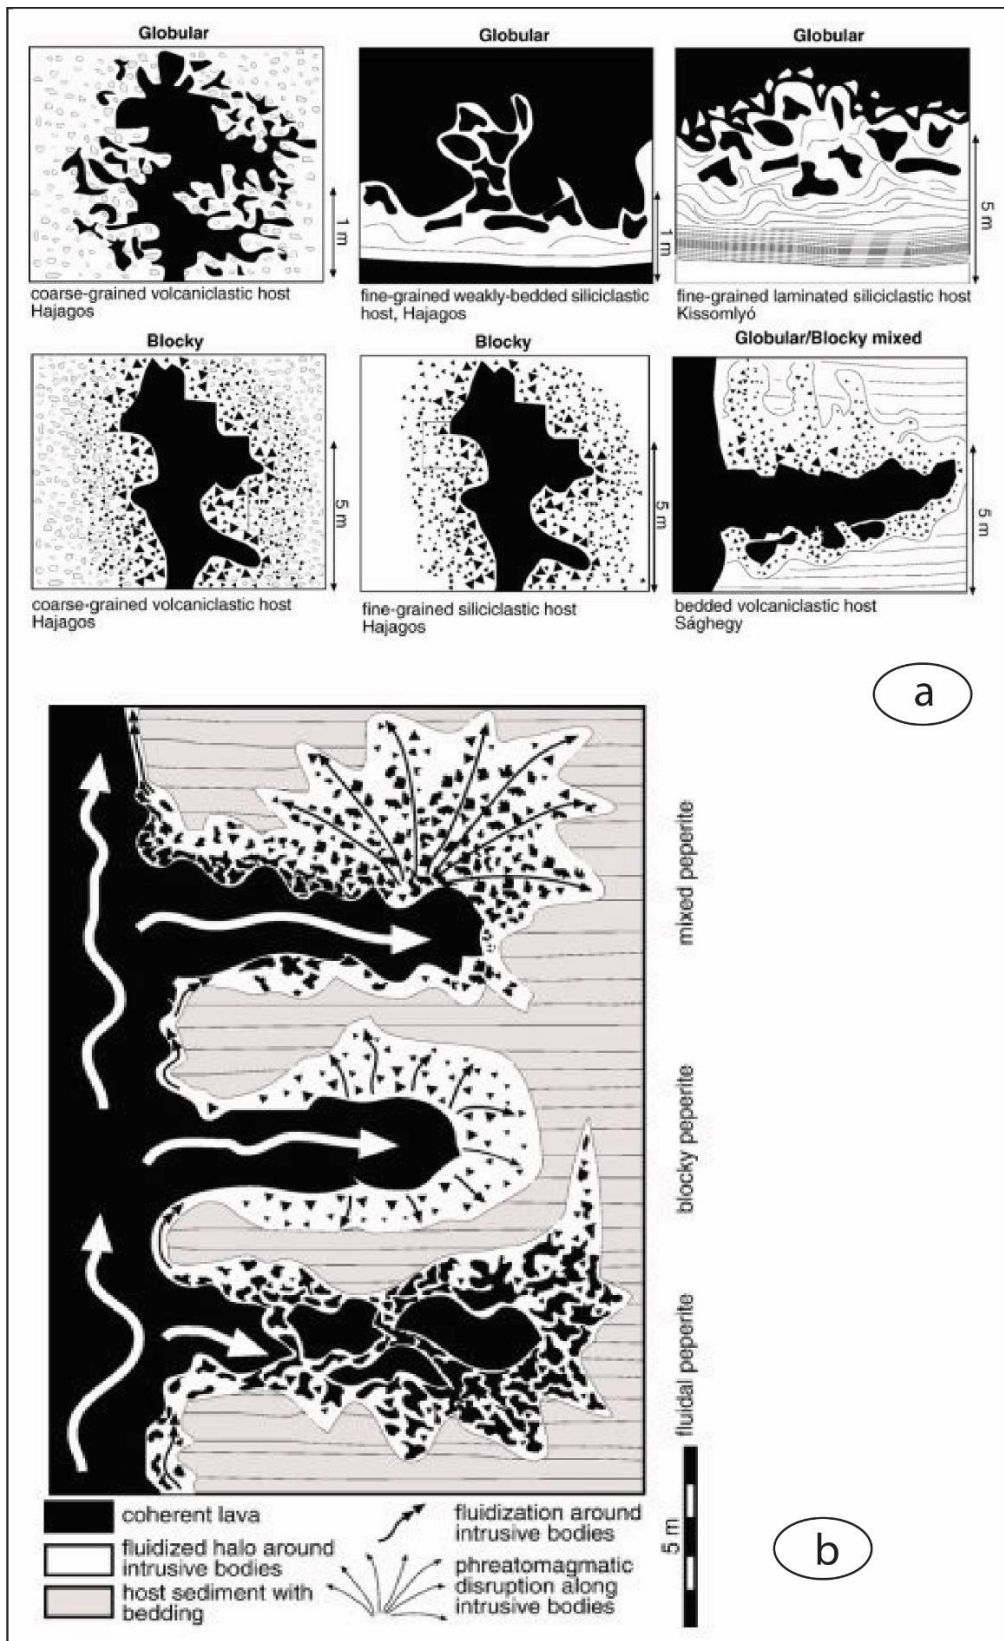 Globular
1 m
coarse-grained volcaniclastic host
Hajagos
Globular
1 m
fine-grained weakly-bedded siliciclastic
host, Hajagos
Globular
5 m
fine-grained laminated siliciclastic host
Kissomlyó
Blocky
5 m
coarse-grained volcaniclastic host
Hajagos
Blocky
5 m
fine-grained siliciclastic host
Hajagos
Globular/Blocky mixed
5 m
bedded volcaniclastic host
Sághegy
a
mixed peperite
blocky peperite
fluidal peperite
coherent lava
fluidized halo around
intrusive bodies
host sediment with
bedding
fluidization around
intrusive bodies
phreatomagmatic
disruption along
intrusive bodies
5 m
b